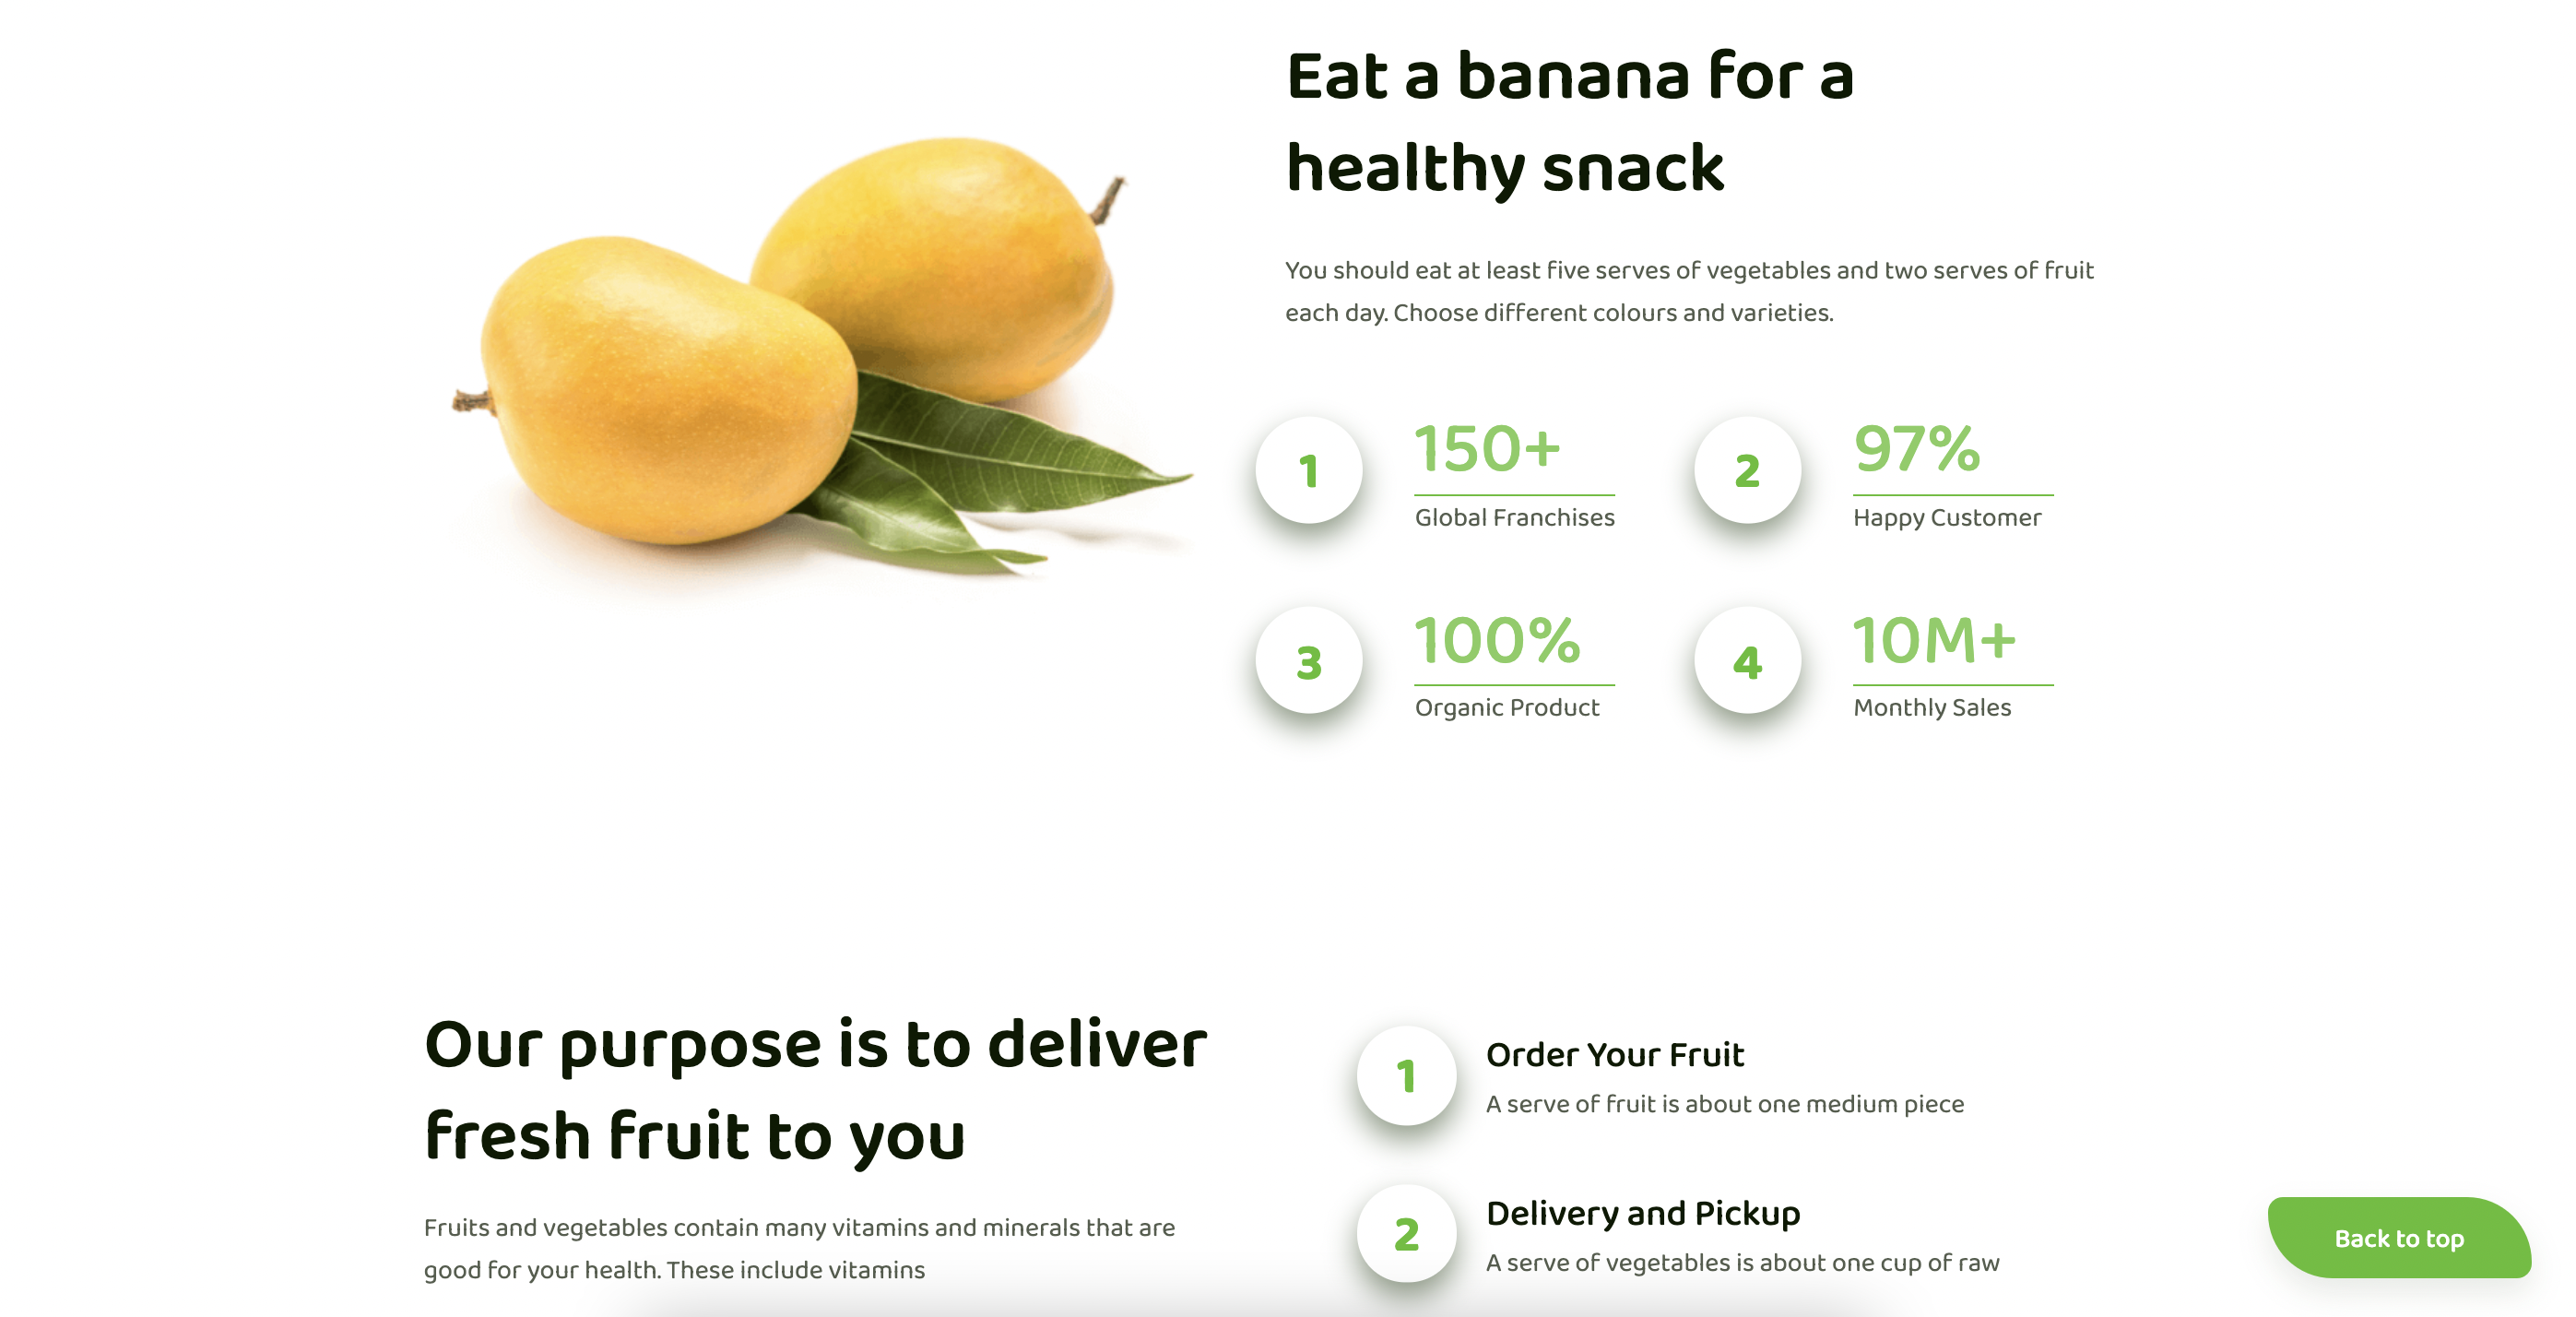 Eat a banana for a
healthy snack
You should eat at least five serves of vegetables and two serves of fruit
each day. Choose different colours and varieties.
1
150+
Global Franchises
2
97%
Happy Customer
3
100%
Organic Product
4
10M+
Monthly Sales
Our purpose is to deliver
fresh fruit to you
Fruits and vegetables contain many vitamins and minerals that are
good for your health. These include vitamins
1
Order Your Fruit
A serve of fruit is about one medium piece
2
Delivery and Pickup
A serve of vegetables is about one cup of raw
Back to top